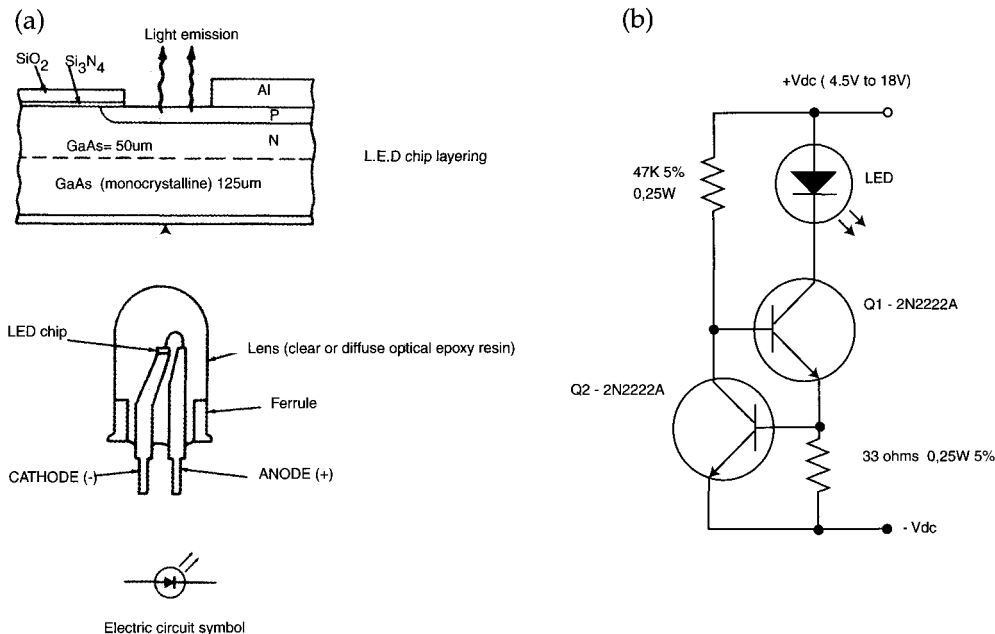 (a)
Light emission
SiO2
Si3N4
Al
P
N
GaAs= 50um
GaAs (monocrystalline) 125um
L.E.D chip layering
LED chip
Lens (clear or diffuse optical epoxy resin)
Ferrule
CATHODE (-)
ANODE (+)
Electric circuit symbol
(b)
+Vdc ( 4.5V to 18V)
47K 5%
0,25W
LED
Q1 - 2N2222A
Q2 - 2N2222A
33 ohms 0,25W 5%
- Vdc